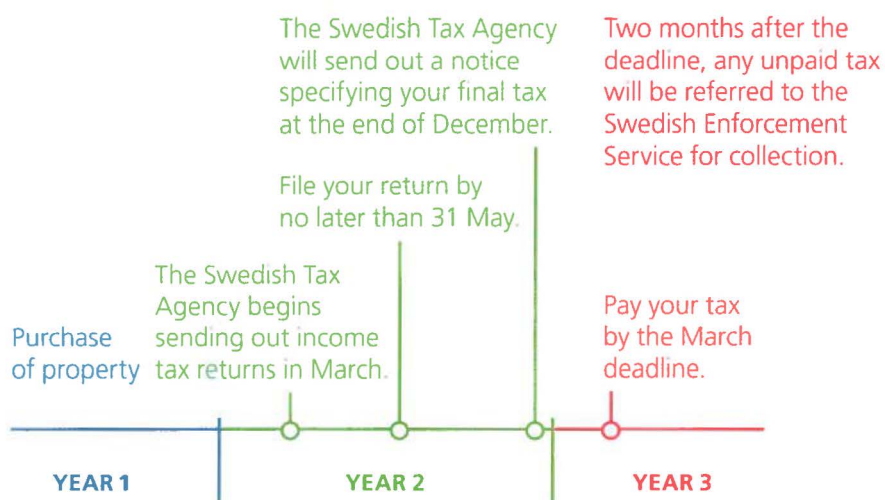 The Swedish Tax Agency
will send out a notice
specifying your final tax
at the end of December.
Two months after the
deadline, any unpaid tax
will be referred to the
Swedish Enforcement
Service for collection.
File your return by
no later than 31 May.
The Swedish Tax
Agency begins
sending out income
tax returns in March.
Purchase
of property
Pay your tax
by the March
deadline.
YEAR 1
YEAR 2
YEAR 3